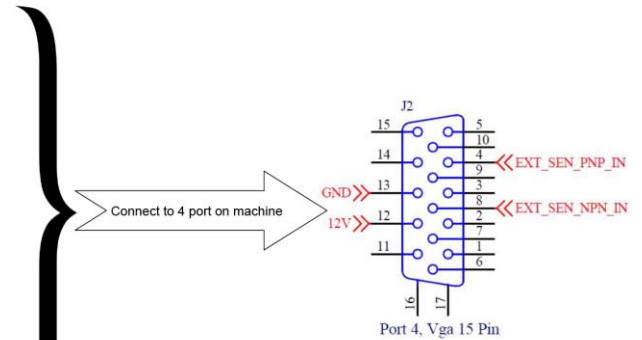 J2
15
5
10
14
4
EXT_SEN_PNP_IN
9
GND
13
3
8
EXT_SEN_NPN_IN
Connect to 4 port on machine
12V
12
2
7
11
1
6
16
17
Port 4, Vga 15 Pin